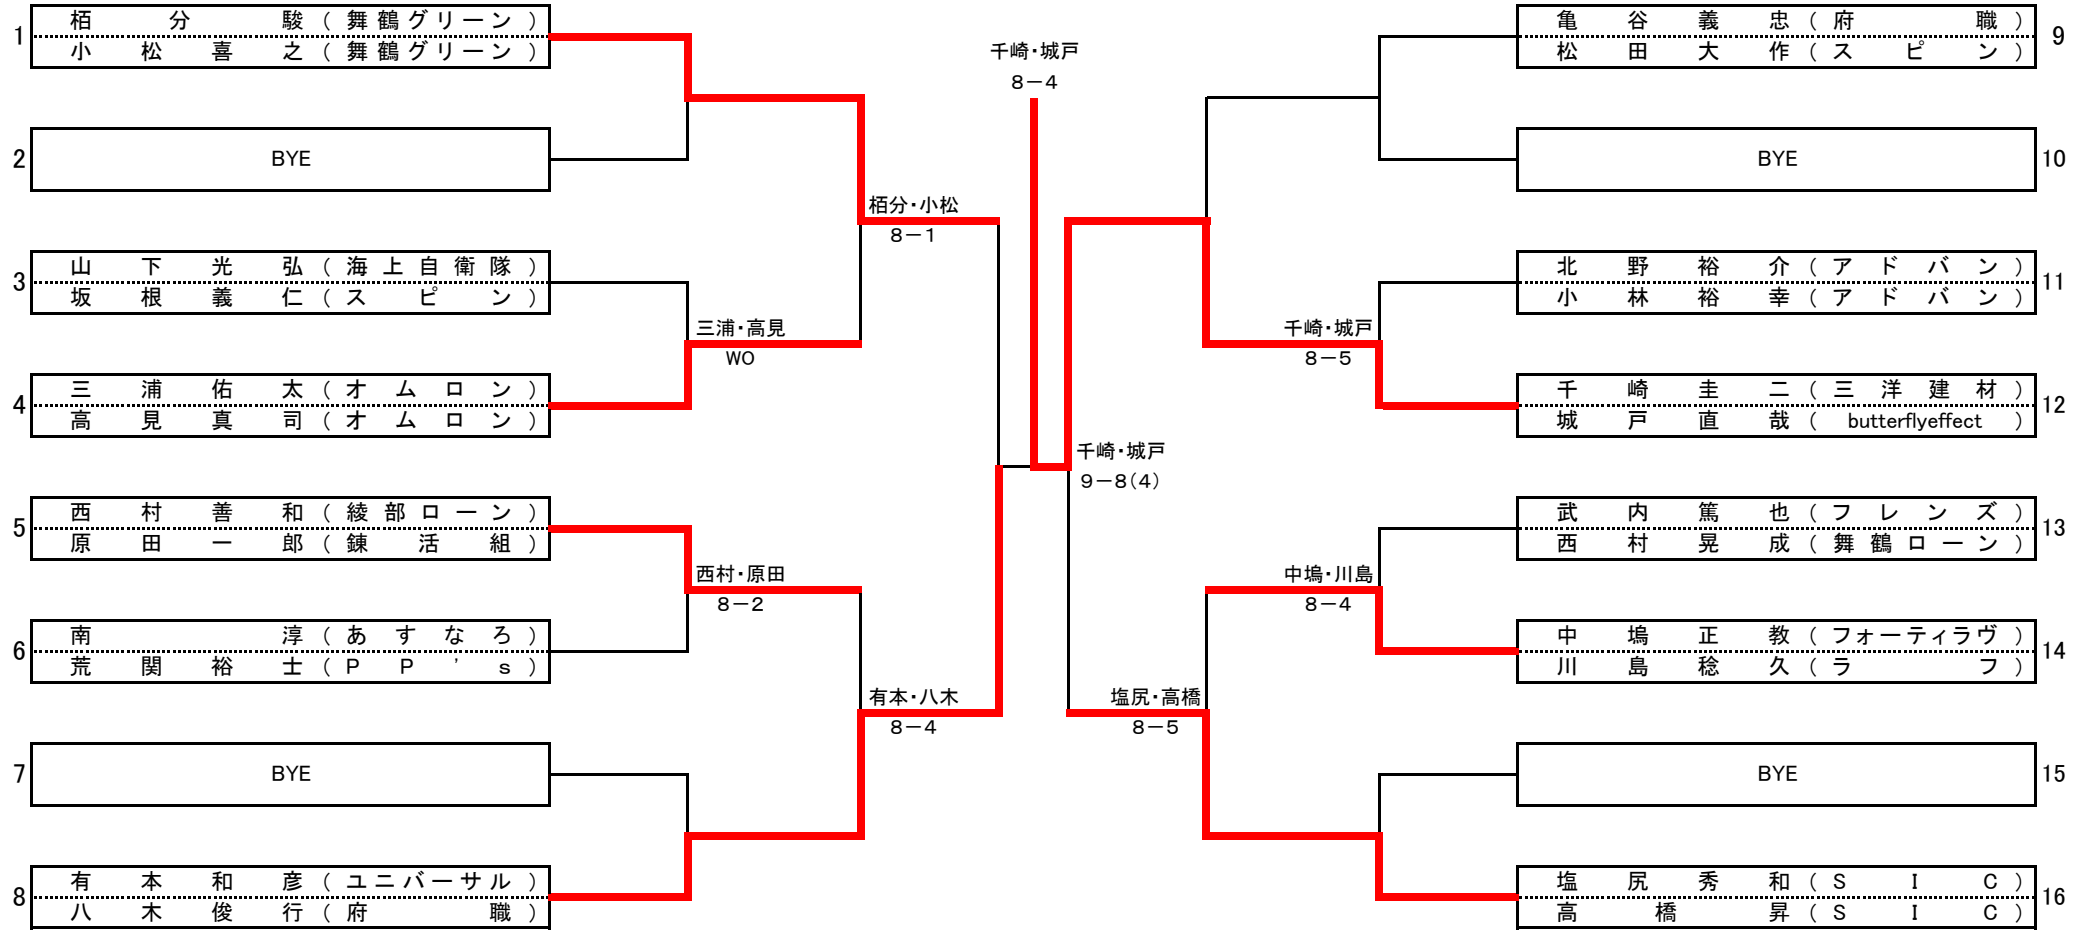 1
栢分駿(舞鶴グリーン)
小松喜之(舞鶴グリーン)
2
BYE
3
山下光弘(海上自衛隊)
坂根義仁(スピン)
4
三浦佑太(オムロン)
高見真司(オムロン)
5
西村善和(綾部ローン)
原田一郎(錬活組)
6
南淳(あすなろ)
荒関裕士(PP's)
7
BYE
8
有本和彦(ユニバーサル)
八木俊行(府職)
三浦・高見
WO
西村・原田
8-2
栢分・小松
8-1
有本・八木
8-4
千崎・城戸
8-4
千崎・城戸
9-8(4)
塩尻・高橋
8-5
千崎・城戸
8-5
中塢・川島
8-4
亀谷義忠(府職)
松田大作(スピン)
9
BYE
10
北野裕介(アドバン)
小林裕幸(アドバン)
11
千崎圭二(三洋建材)
城戸直哉(butterflyeffect)
12
武内篤也(フレンズ)
西村晃成(舞鶴ローン)
13
中塢正教(フォーティラヴ)
川島稔久(ラフ)
14
BYE
15
塩尻秀和(SIC)
高橋昇(SIC)
16